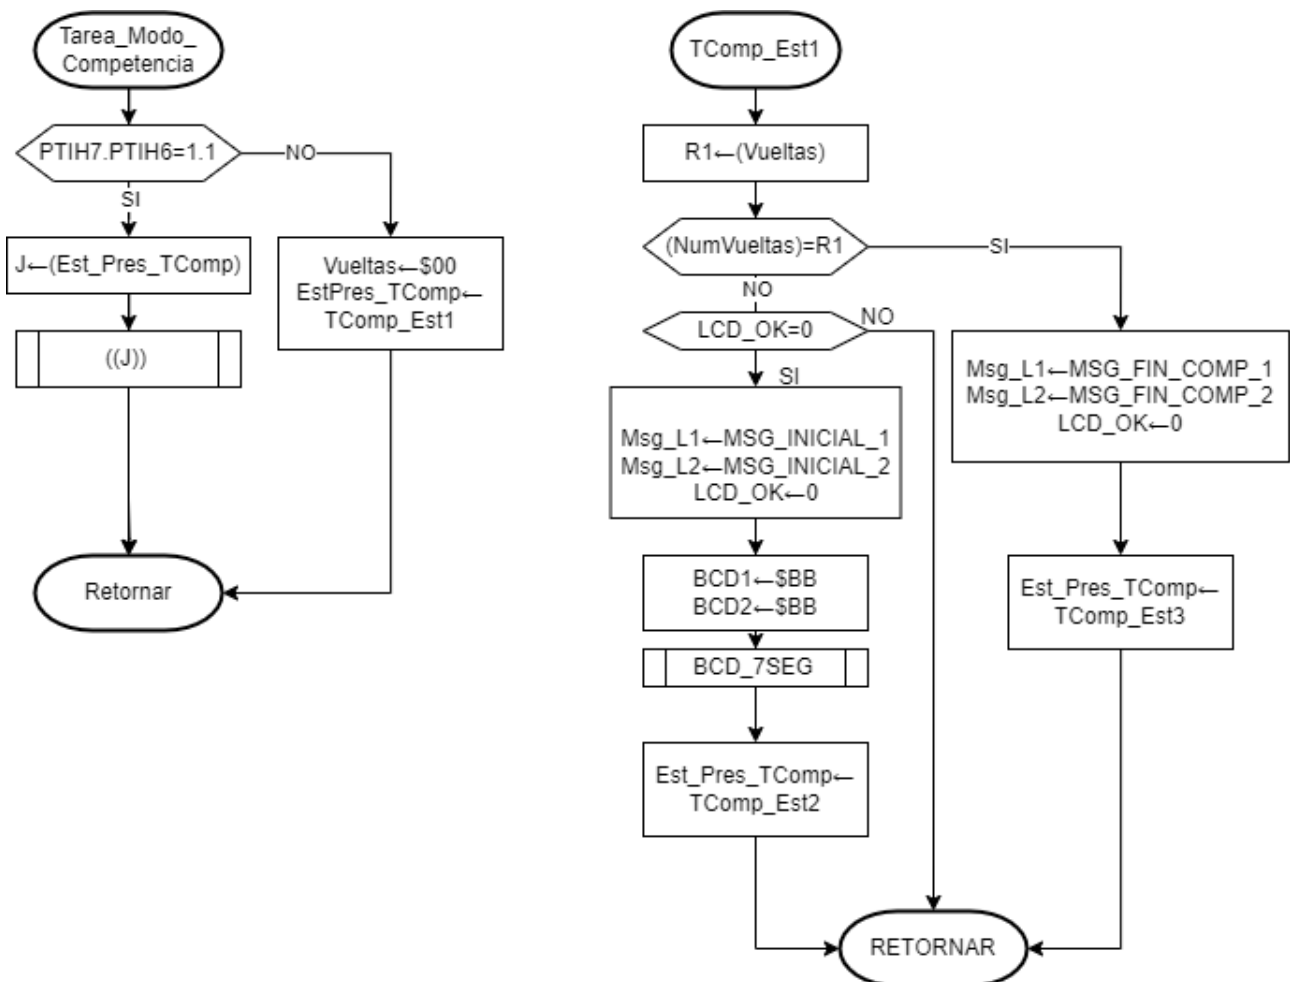 Tarea_Modo_
Competencia
PTIH7.PTIH6=1.1
NO
SI
J←(Est_Pres_TComp)
Vueltas←$00
EstPres_TComp←
TComp_Est1
((J))
Retornar
TComp_Est1
R1←(Vueltas)
(NumVueltas)=R1
SI
NO
LCD_OK=0
NO
SI
Msg_L1←MSG_INICIAL_1
Msg_L2←MSG_INICIAL_2
LCD_OK←0
Msg_L1←MSG_FIN_COMP_1
Msg_L2←MSG_FIN_COMP_2
LCD_OK←0
BCD1←$BB
BCD2←$BB
BCD_7SEG
Est_Pres_TComp←
TComp_Est3
Est_Pres_TComp←
TComp_Est2
RETORNAR